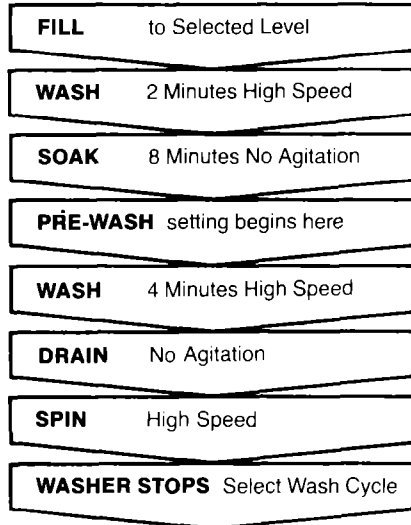 FILL to Selected Level
WASH 2 Minutes High Speed
SOAK 8 Minutes No Agitation
PRE-WASH setting begins here
WASH 4 Minutes High Speed
DRAIN No Agitation
SPIN High Speed
WASHER STOPS Select Wash Cycle